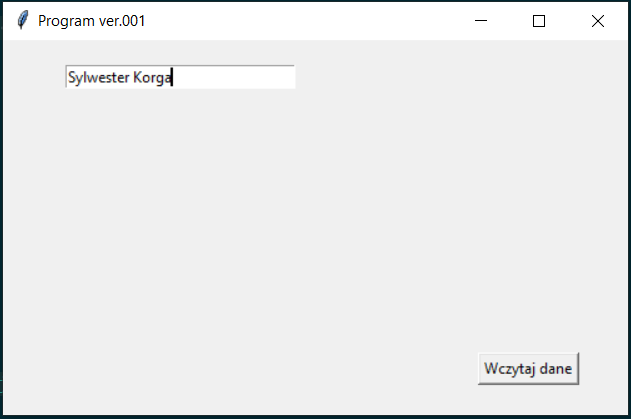 Program ver.001
Sylwester Korga
Wczytaj dane